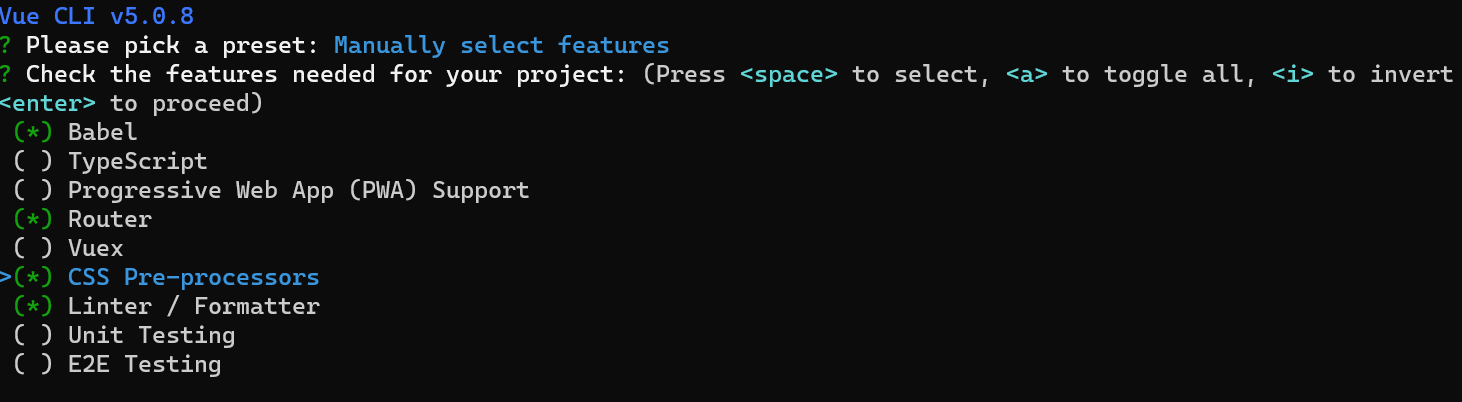 Vue CLI v5.0.8
? Please pick a preset: Manually select features
? Check the features needed for your project: (Press <space> to select, <a> to toggle all, <i> to invert
<enter> to proceed)
(*) Babel
( ) TypeScript
( ) Progressive Web App (PWA) Support
(*) Router
( ) Vuex
>(*) CSS Pre-processors
(*) Linter / Formatter
( ) Unit Testing
( ) E2E Testing